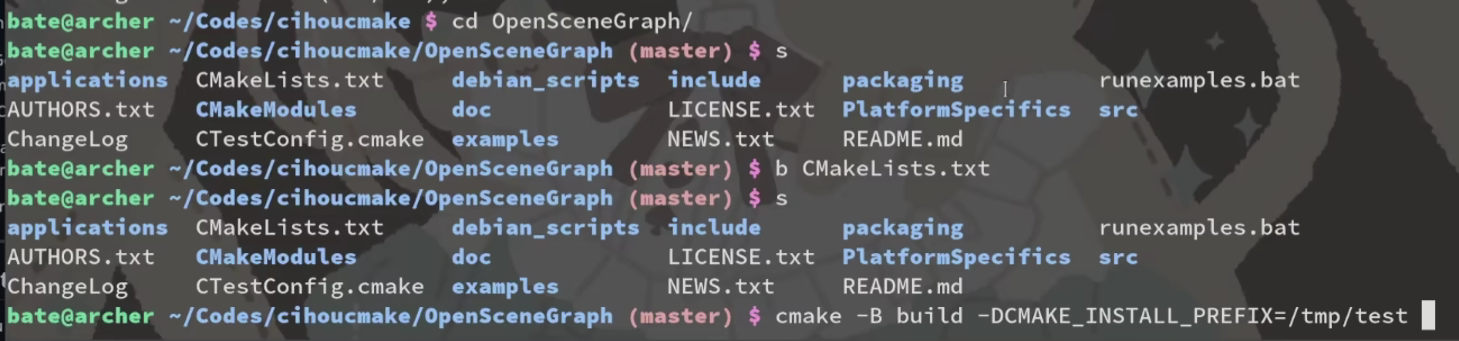 bate@archer ~/Codes/cihoucmake $ cd OpenSceneGraph/
bate@archer ~/Codes/cihoucmake/OpenSceneGraph (master) $ s
applications  CMakeLists.txt     debian_scripts  include      packaging          runexamples.bat
AUTHORS.txt   CMakeModules       doc             LICENSE.txt  PlatformSpecifics  src
ChangeLog     CTestConfig.cmake  examples        NEWS.txt     README.md
bate@archer ~/Codes/cihoucmake/OpenSceneGraph (master) $ b CMakeLists.txt
bate@archer ~/Codes/cihoucmake/OpenSceneGraph (master) $ s
applications  CMakeLists.txt     debian_scripts  include      packaging          runexamples.bat
AUTHORS.txt   CMakeModules       doc             LICENSE.txt  PlatformSpecifics  src
ChangeLog     CTestConfig.cmake  examples        NEWS.txt     README.md
bate@archer ~/Codes/cihoucmake/OpenSceneGraph (master) $ cmake -B build -DCMAKE_INSTALL_PREFIX=/tmp/test